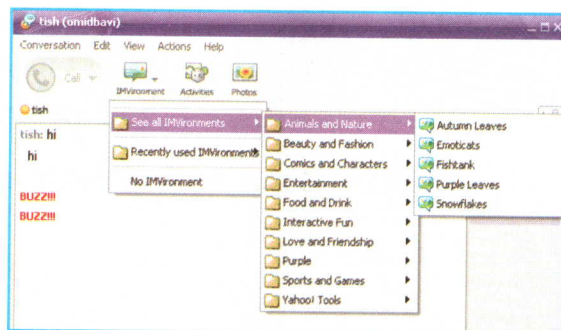 tish (omidbavi)
Conversation Edit View Actions Help
Call
IMVironment Activities Photos
tish
tish: hi
hi
BUZZ!!!
BUZZ!!!
See all IMVironments
Recently used IMVironments
No IMVironment
Animals and Nature
Beauty and Fashion
Comics and Characters
Entertainment
Food and Drink
Interactive Fun
Love and Friendship
Purple
Sports and Games
Yahoo! Tools
Autumn Leaves
Emoticats
Fishtank
Purple Leaves
Snowflakes